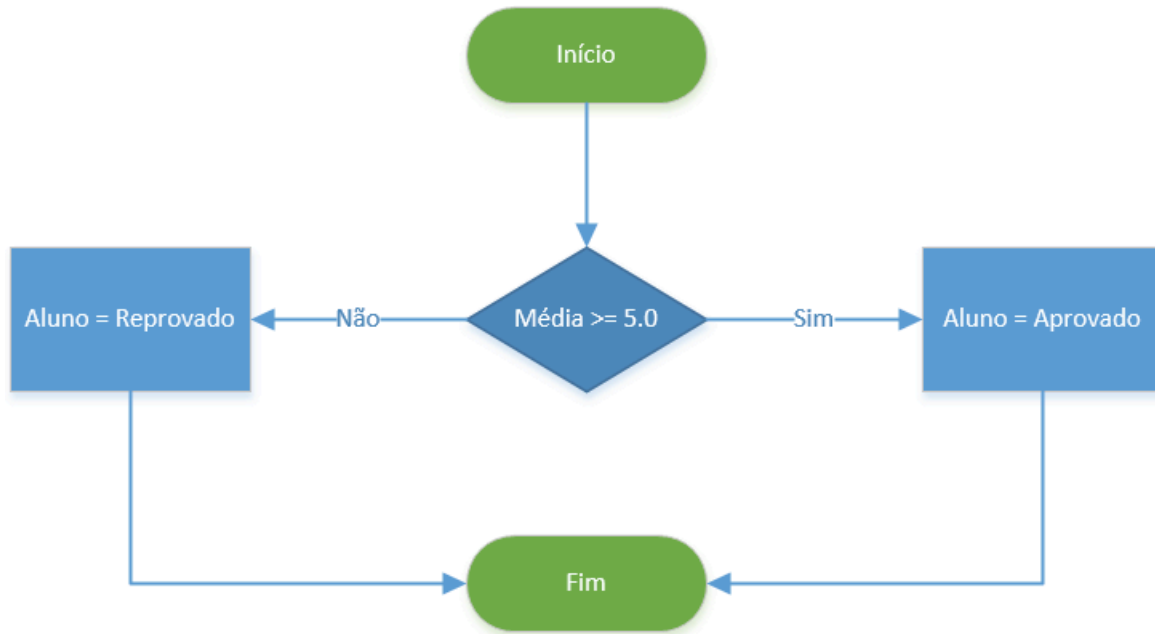 Início
Aluno = Reprovado
Não
Média >= 5.0
Sim
Aluno = Aprovado
Fim